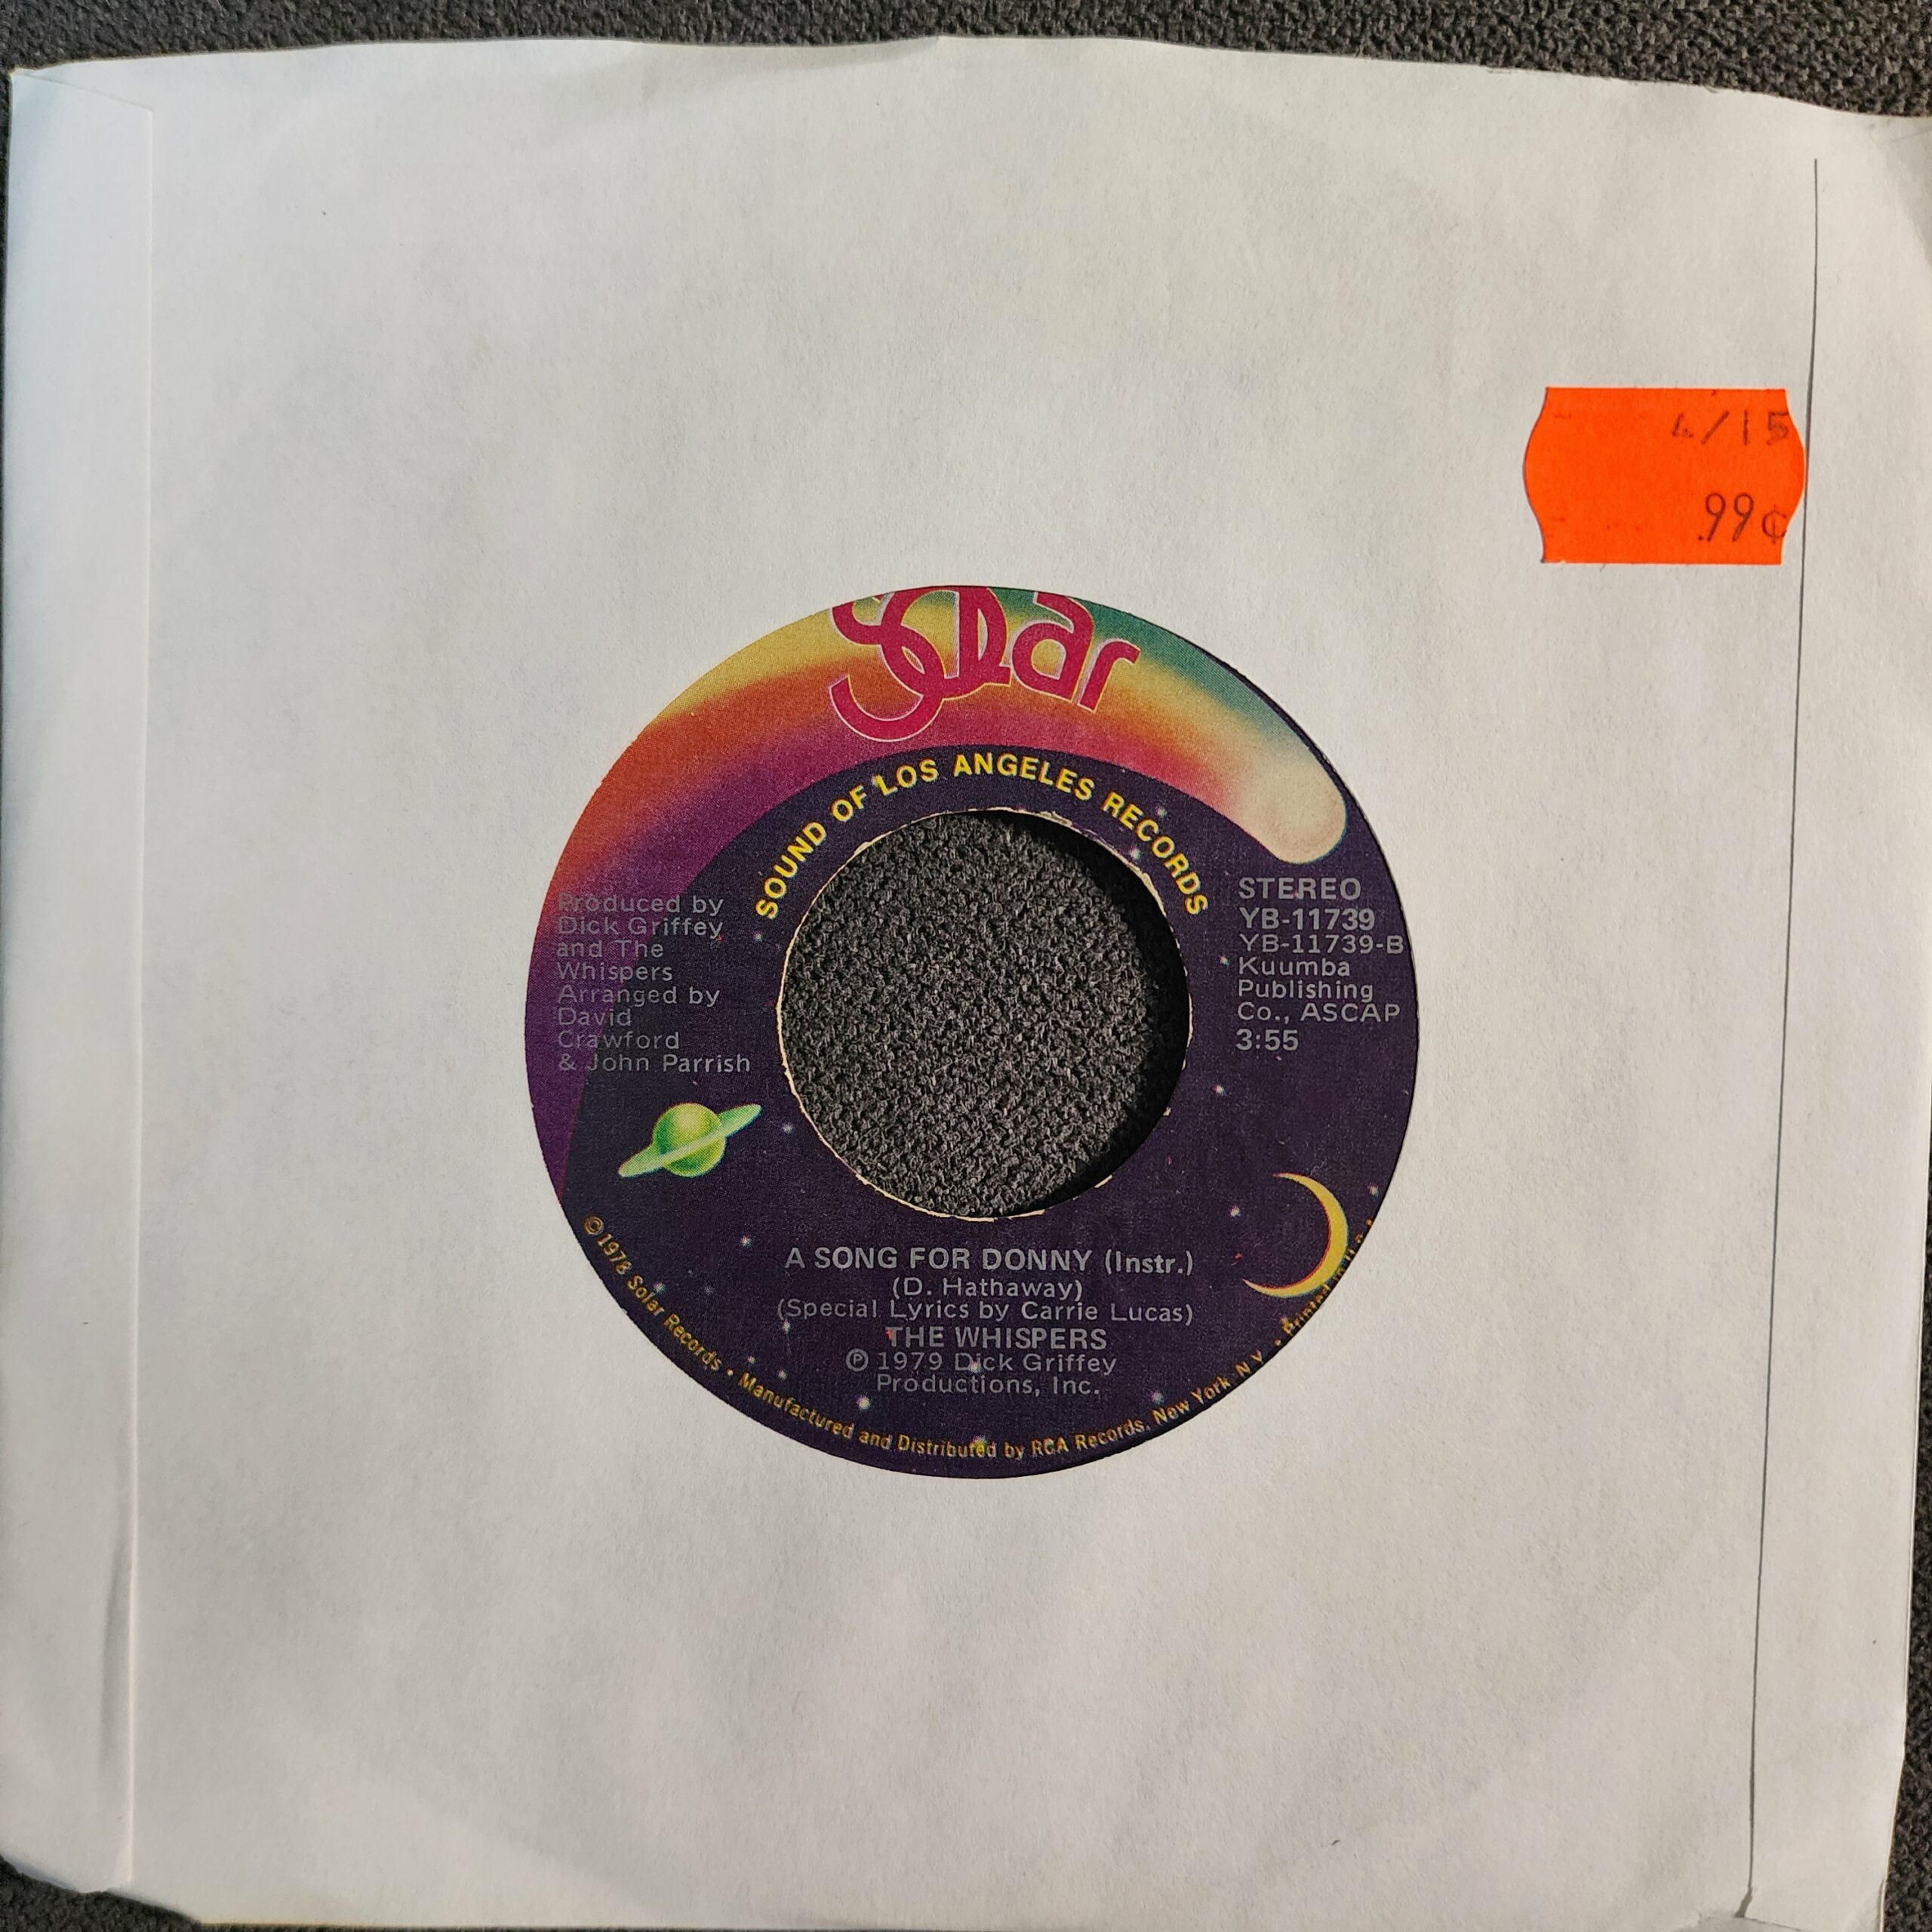 4/15
.99¢
Solar
SOUND OF LOS ANGELES RECORDS
Produced by
Dick Griffey
and The
Whispers
Arranged by
David
Crawford
& John Parrish
STEREO
YB-11739
YB-11739-B
Kuumba
Publishing
Co., ASCAP
3:55
A SONG FOR DONNY (Instr.)
(D. Hathaway)
(Special Lyrics by Carrie Lucas)
THE WHISPERS
℗ 1979 Dick Griffey
Productions, Inc.
©1978 Solar Records • Manufactured and Distributed by RCA Records, New York, N.Y. • Printed in U.S.